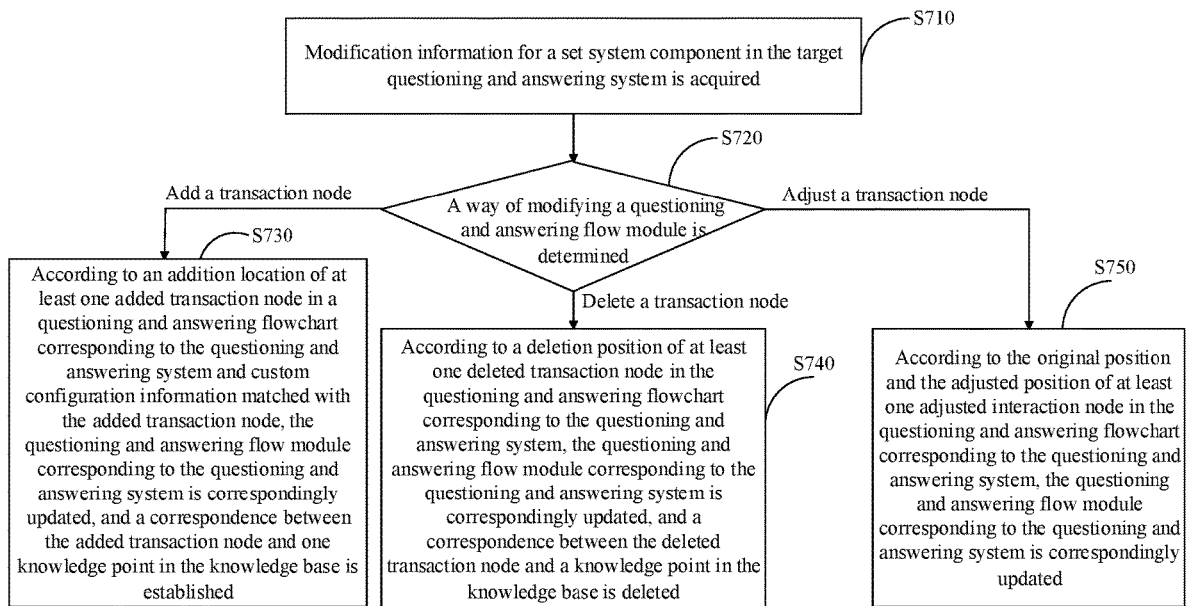 S710
Modification information for a set system component in the target
questioning and answering system is acquired
S720
Add a transaction node
Adjust a transaction node
A way of modifying a questioning
and answering flow module is
determined
S730
Delete a transaction node
S750
According to an addition location of at
least one added transaction node in a
questioning and answering flowchart
corresponding to the questioning and
answering system and custom
configuration information matched with
the added transaction node, the
questioning and answering flow module
corresponding to the questioning and
answering system is correspondingly
updated, and a correspondence between
the added transaction node and one
knowledge point in the knowledge base is
established
S740
According to a deletion position of at least
one deleted transaction node in the
questioning and answering flowchart
corresponding to the questioning and
answering system, the questioning and
answering flow module corresponding to the
questioning and answering system is
correspondingly updated, and a
correspondence between the deleted
transaction node and a knowledge point in the
knowledge base is deleted
According to the original position
and the adjusted position of at least
one adjusted interaction node in the
questioning and answering flowchart
corresponding to the questioning and
answering system, the questioning
and answering flow module
corresponding to the questioning and
answering system is correspondingly
updated